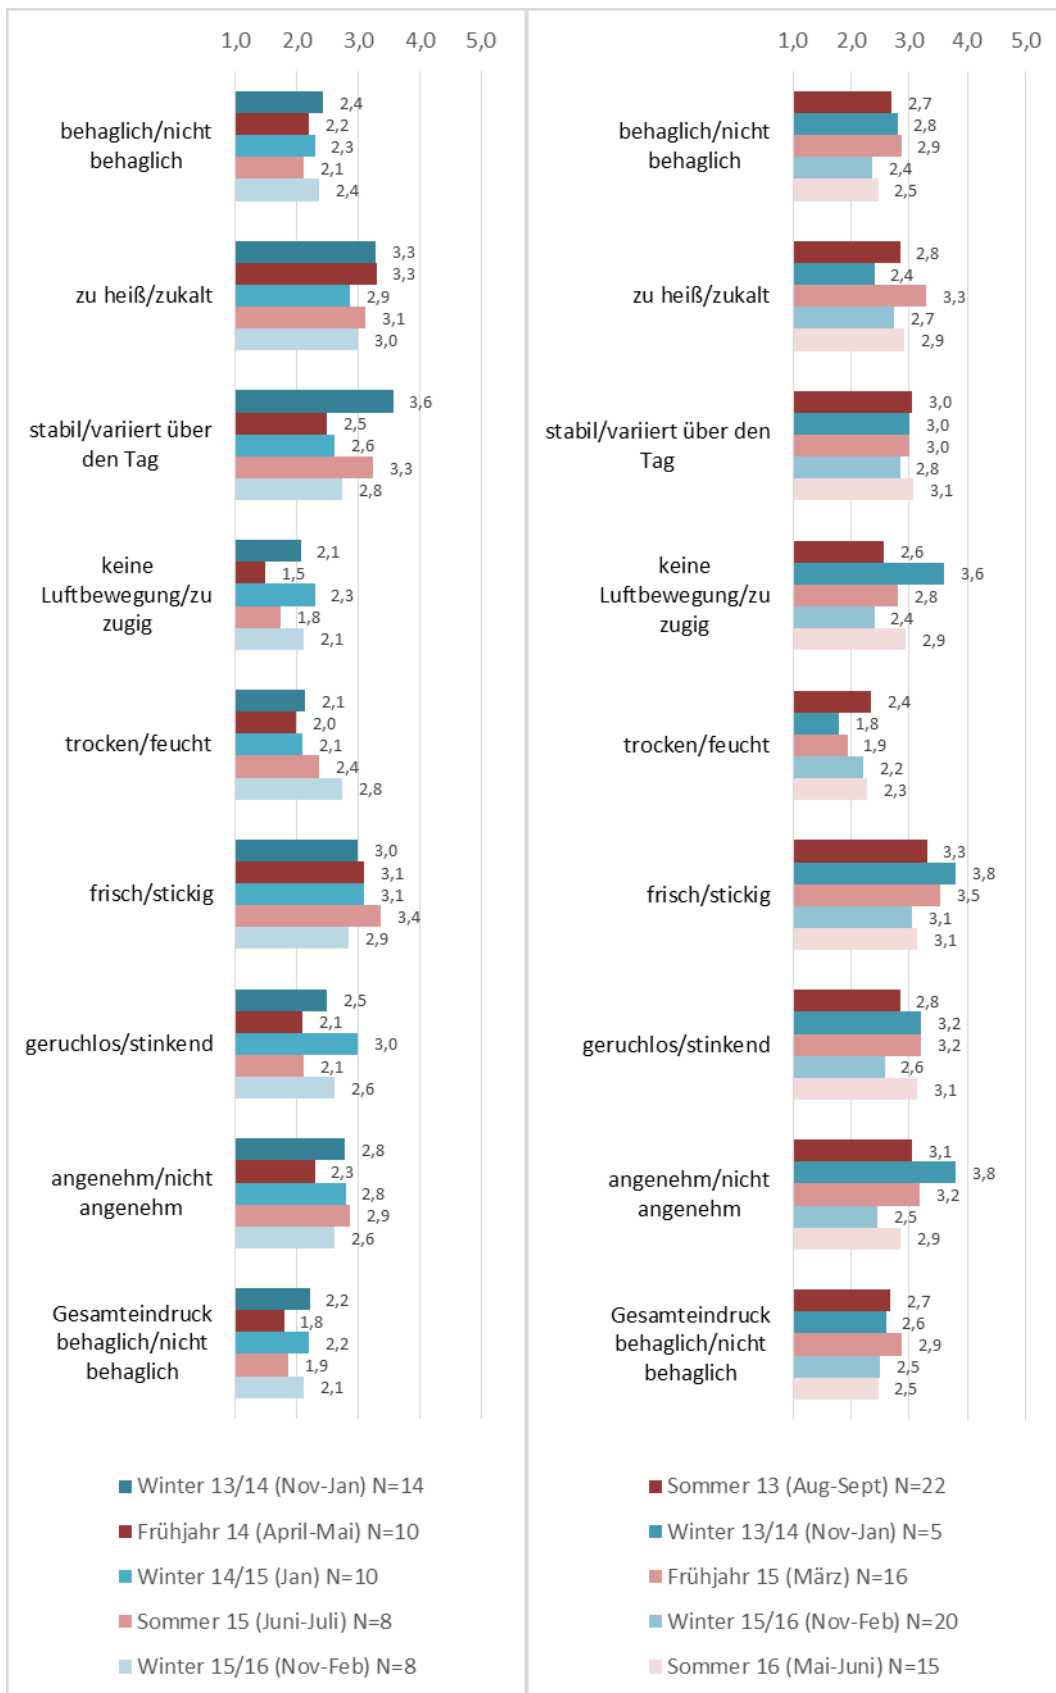 1,0 2,0 3,0 4,0 5,0
behaglich/nicht
behaglich
2,4
2,2
2,3
2,1
2,4
zu heiß/zukalt
3,3
3,3
2,9
3,1
3,0
stabil/variiert über
den Tag
3,6
2,5
2,6
3,3
2,8
keine
Luftbewegung/zu
zugig
2,1
1,5
2,3
1,8
2,1
trocken/feucht
2,1
2,0
2,1
2,4
2,8
frisch/stickig
3,0
3,1
3,1
3,4
2,9
geruchlos/stinkend
2,5
2,1
3,0
2,1
2,6
angenehm/nicht
angenehm
2,8
2,3
2,8
2,9
2,6
Gesamteindruck
behaglich/nicht
behaglich
2,2
1,8
2,2
1,9
2,1
Winter 13/14 (Nov-Jan) N=14
Frühjahr 14 (April-Mai) N=10
Winter 14/15 (Jan) N=10
Sommer 15 (Juni-Juli) N=8
Winter 15/16 (Nov-Feb) N=8
1,0 2,0 3,0 4,0 5,0
behaglich/nicht
behaglich
2,7
2,8
2,9
2,4
2,5
zu heiß/zukalt
2,8
2,4
3,3
2,7
2,9
stabil/variiert über den
Tag
3,0
3,0
3,0
2,8
3,1
keine
Luftbewegung/zu
zugig
2,6
3,6
2,8
2,4
2,9
trocken/feucht
2,4
1,8
1,9
2,2
2,3
frisch/stickig
3,3
3,8
3,5
3,1
3,1
geruchlos/stinkend
2,8
3,2
3,2
2,6
3,1
angenehm/nicht
angenehm
3,1
3,8
3,2
2,5
2,9
Gesamteindruck
behaglich/nicht
behaglich
2,7
2,6
2,9
2,5
2,5
Sommer 13 (Aug-Sept) N=22
Winter 13/14 (Nov-Jan) N=5
Frühjahr 15 (März) N=16
Winter 15/16 (Nov-Feb) N=20
Sommer 16 (Mai-Juni) N=15